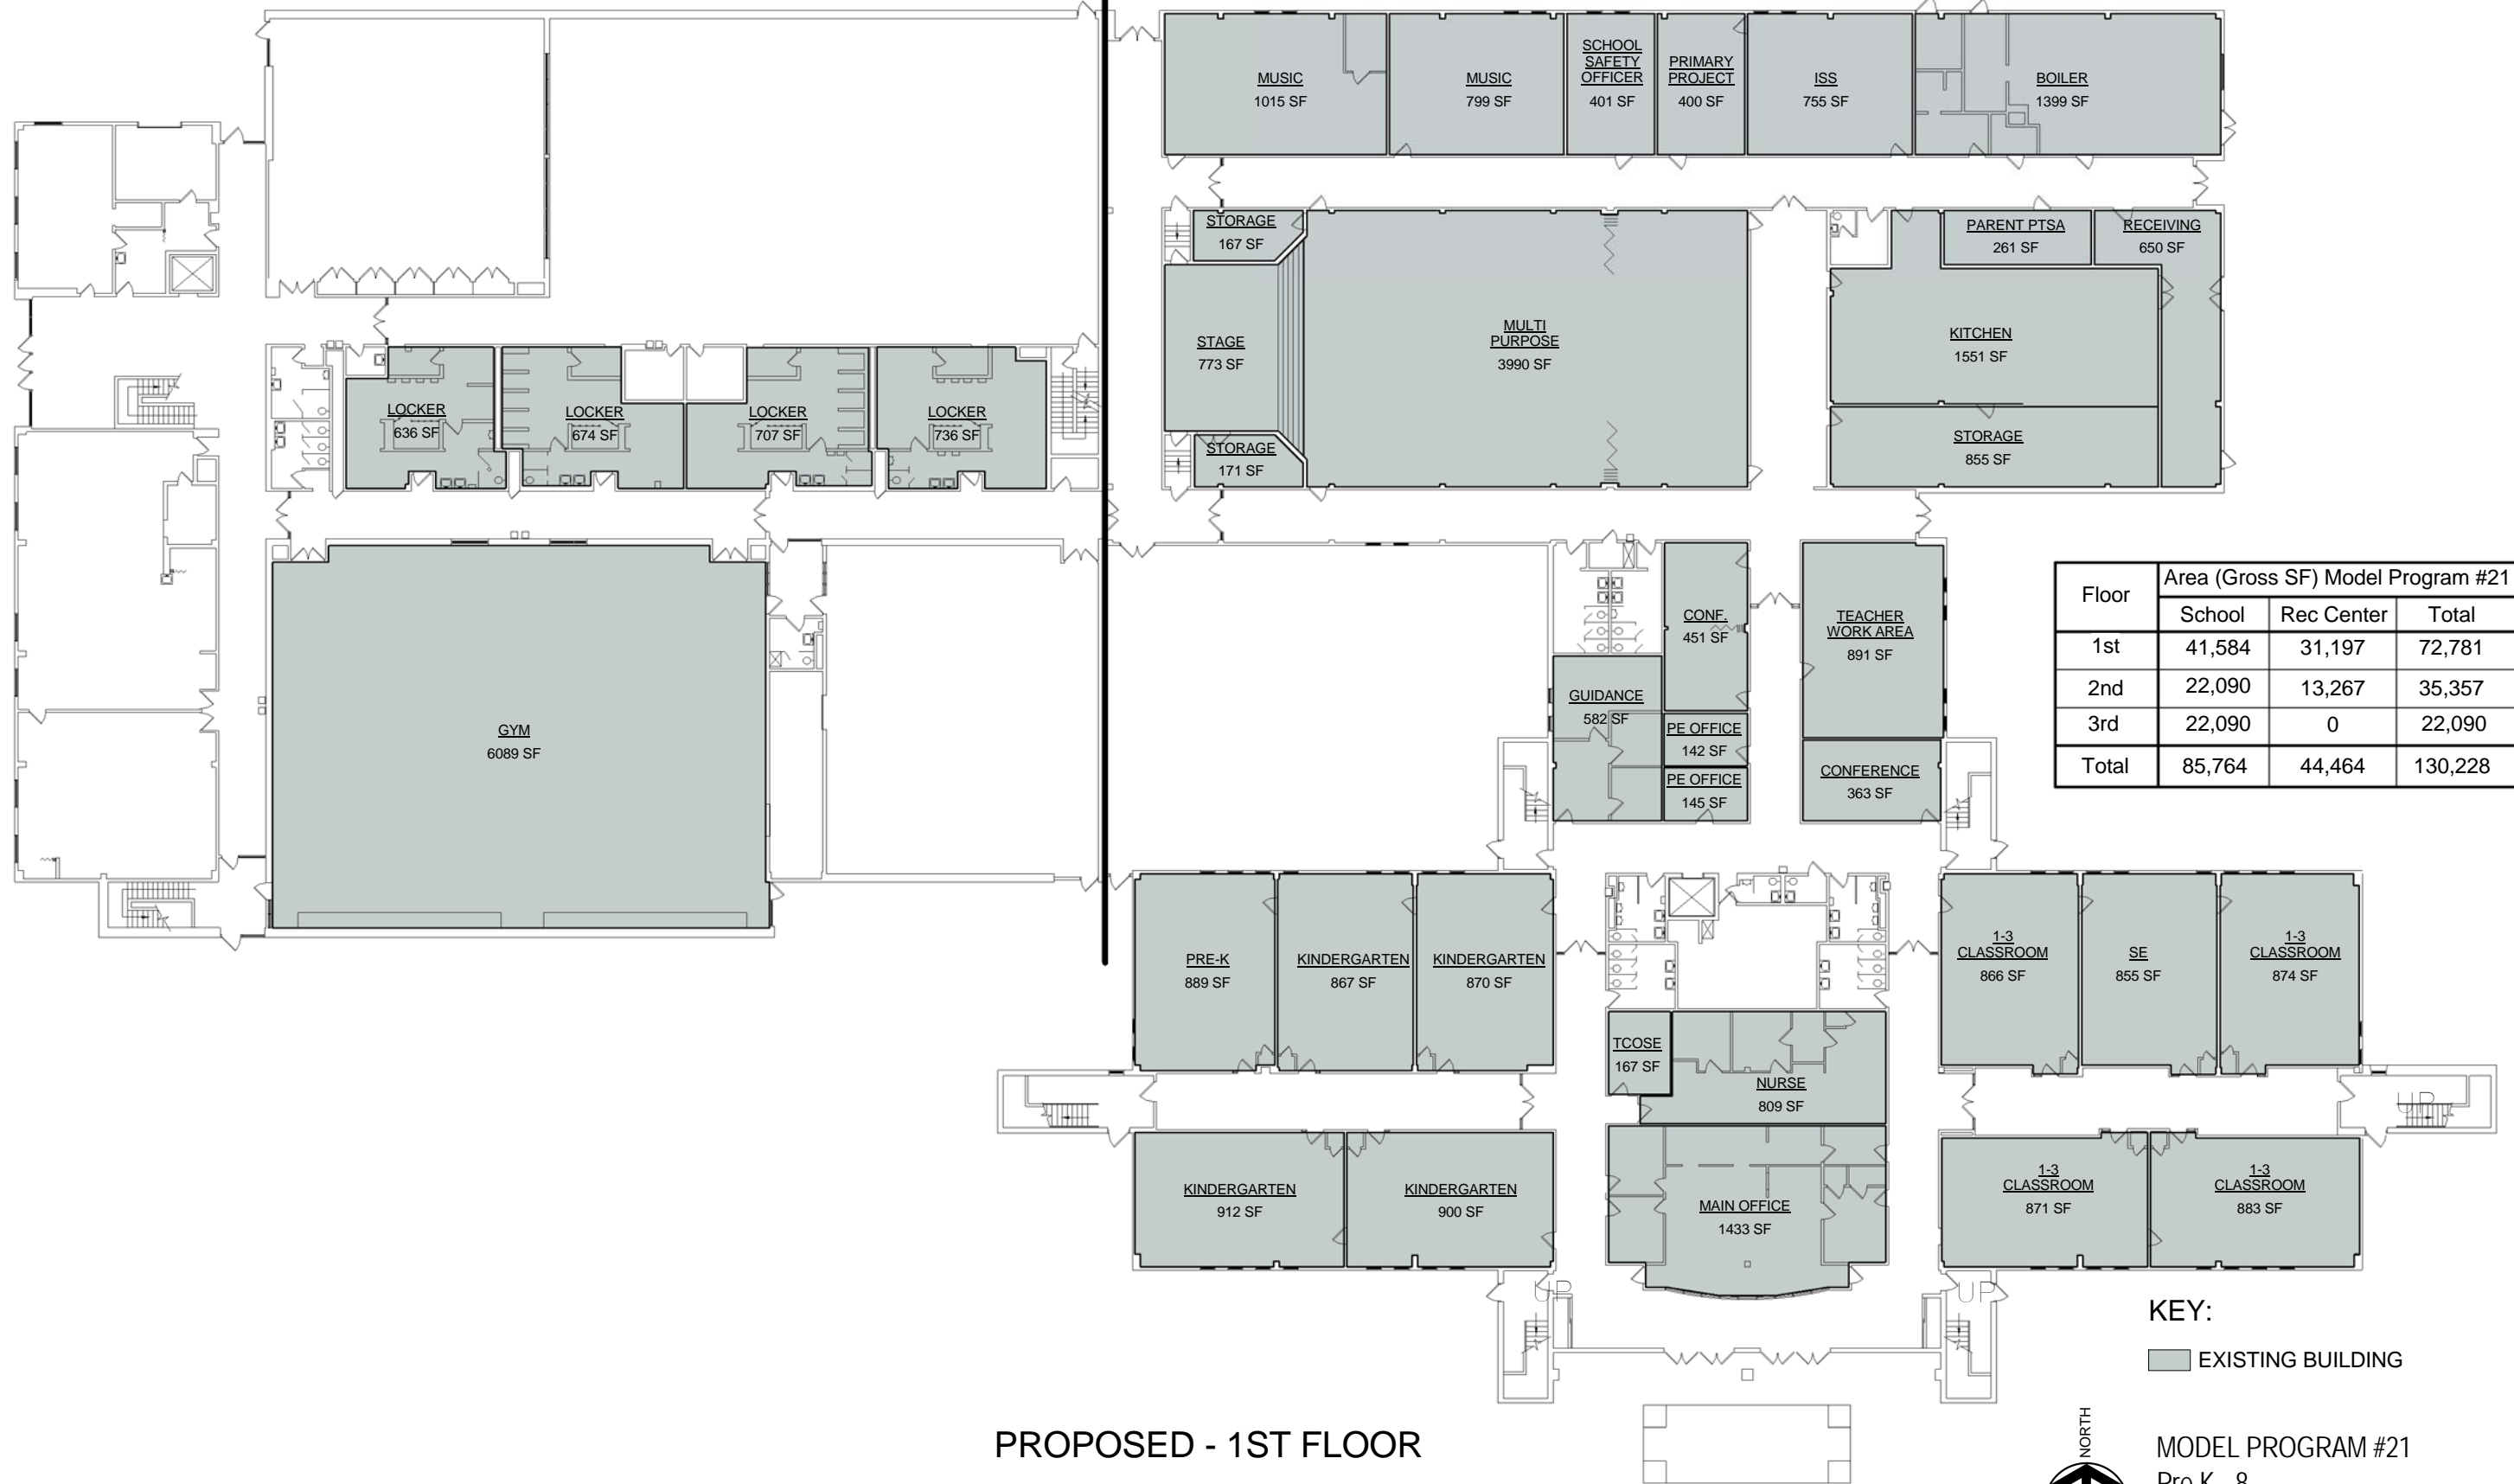 MUSIC
1015 SF
MUSIC
799 SF
SCHOOL
SAFETY
OFFICER
401 SF
PRIMARY
PROJECT
400 SF
ISS
755 SF
BOILER
1399 SF
STORAGE
167 SF
PARENT PTSA
261 SF
RECEIVING
650 SF
STAGE
773 SF
MULTI
PURPOSE
3990 SF
KITCHEN
1551 SF
LOCKER
636 SF
LOCKER
674 SF
LOCKER
707 SF
LOCKER
736 SF
STORAGE
171 SF
STORAGE
855 SF
GYM
6089 SF
CONF.
451 SF
TEACHER
WORK AREA
891 SF
GUIDANCE
582 SF
PE OFFICE
142 SF
PE OFFICE
145 SF
CONFERENCE
363 SF
Floor
Area (Gross SF) Model Program #21
School Rec Center Total
1st 41,584 31,197 72,781
2nd 22,090 13,267 35,357
3rd 22,090 0 22,090
Total 85,764 44,464 130,228
PRE-K
889 SF
KINDERGARTEN
867 SF
KINDERGARTEN
870 SF
1-3
CLASSROOM
866 SF
SE
855 SF
1-3
CLASSROOM
874 SF
TCOSE
167 SF
NURSE
809 SF
UP
KINDERGARTEN
912 SF
KINDERGARTEN
900 SF
MAIN OFFICE
1433 SF
1-3
CLASSROOM
871 SF
1-3
CLASSROOM
883 SF
UP
UP
KEY:
EXISTING BUILDING
PROPOSED - 1ST FLOOR
NORTH
MODEL PROGRAM #21
Pre K - 8